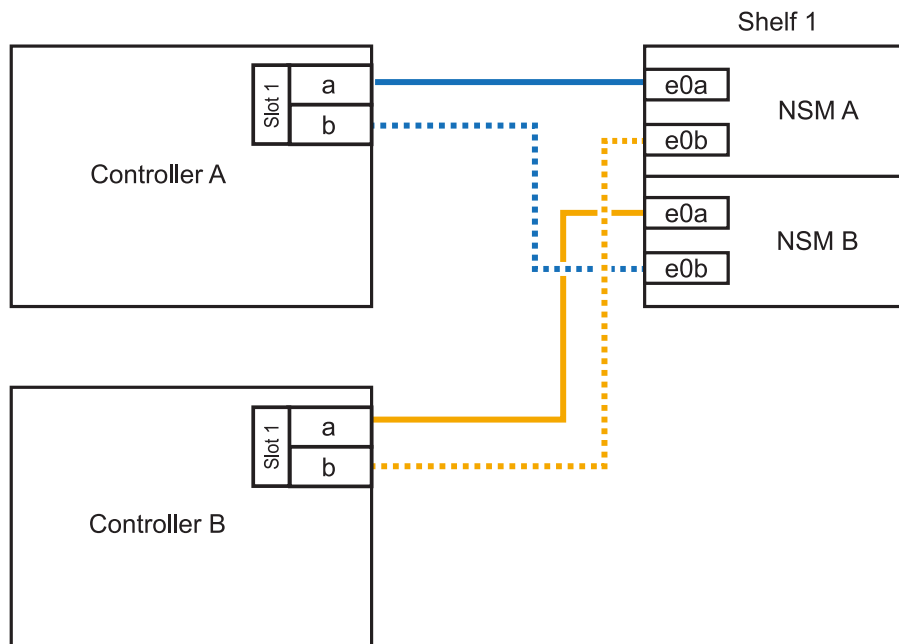 Shelf 1
Slot 1
a
b
Controller A
e0a
e0b
NSM A
e0a
e0b
NSM B
Slot 1
a
b
Controller B